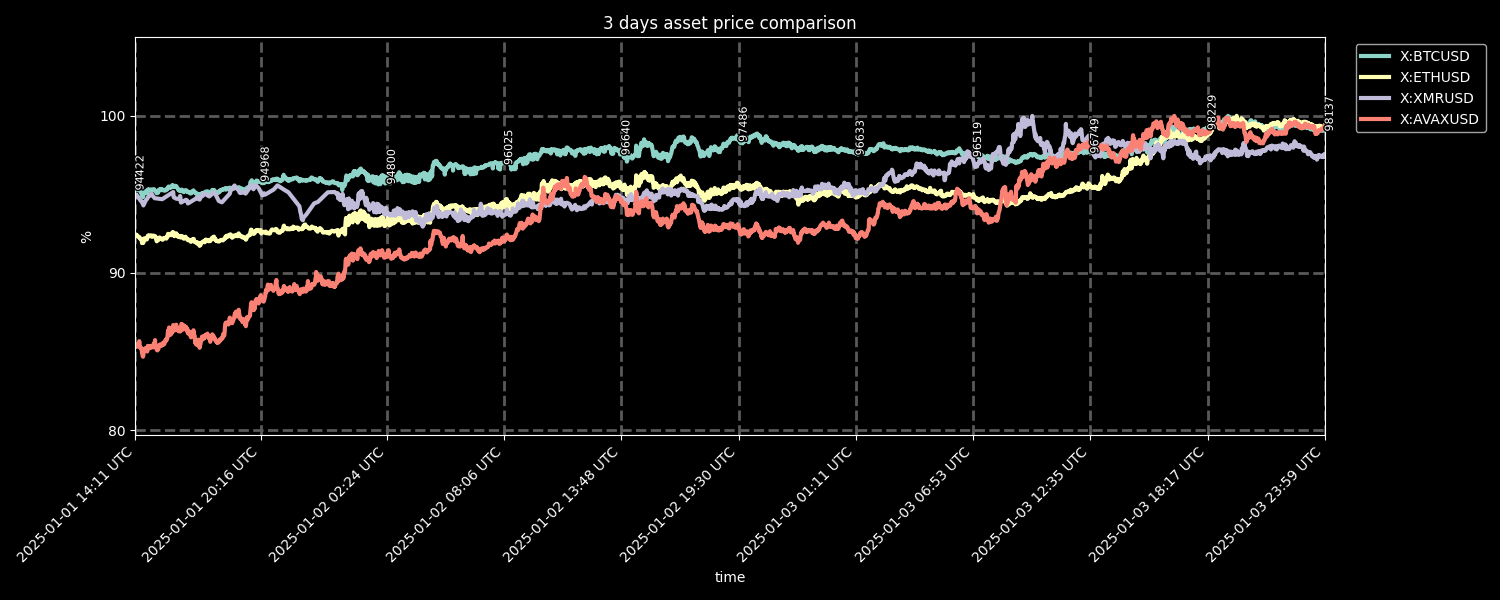 3 days asset price comparison
X:BTCUSD
X:ETHUSD
X:XMRUSD
X:AVAXUSD
100
90
80
%
94422
94968
94800
96025
96640
97486
96633
96519
96749
98229
98137
2025-01-01 14:11 UTC
2025-01-01 20:16 UTC
2025-01-02 02:24 UTC
2025-01-02 08:06 UTC
2025-01-02 13:48 UTC
2025-01-02 19:30 UTC
2025-01-03 01:11 UTC
2025-01-03 06:53 UTC
2025-01-03 12:35 UTC
2025-01-03 18:17 UTC
2025-01-03 23:59 UTC
time